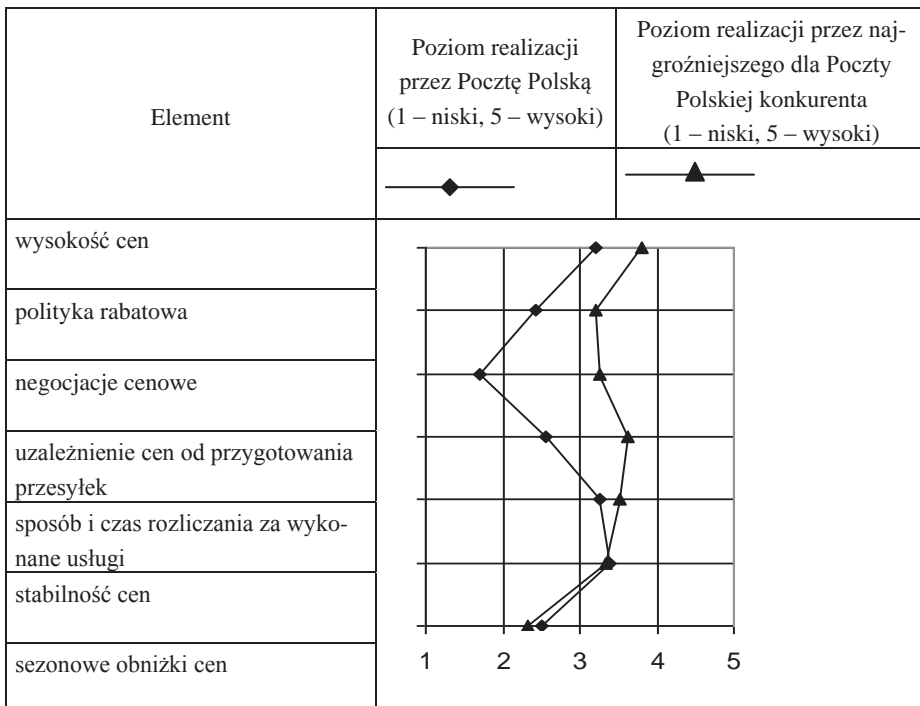 Element
Poziom realizacji
przez Pocztę Polską
(1 – niski, 5 – wysoki)
Poziom realizacji przez naj-
groźniejszego dla Poczty
Polskiej konkurenta
(1 – niski, 5 – wysoki)
wysokość cen
polityka rabatowa
negocjacje cenowe
uzależnienie cen od przygotowania
przesyłek
sposób i czas rozliczania za wyko-
nane usługi
stabilność cen
sezonowe obniżki cen
1 2 3 4 5